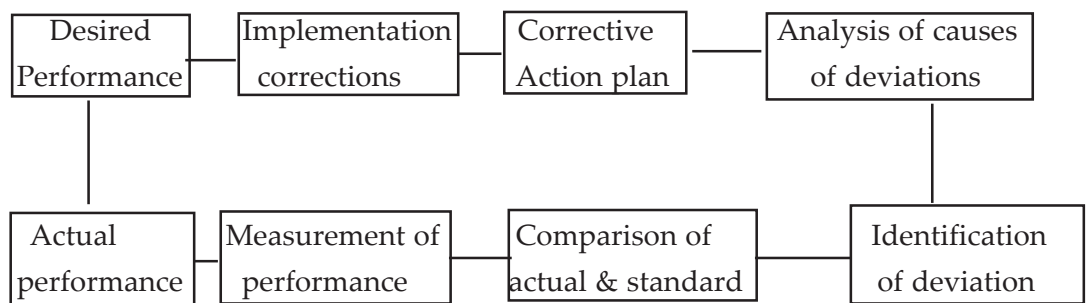 Desired
Performance
Implementation
corrections
Corrective
Action plan
Analysis of causes
of deviations
Actual
performance
Measurement of
performance
Comparison of
actual & standard
Identification
of deviation